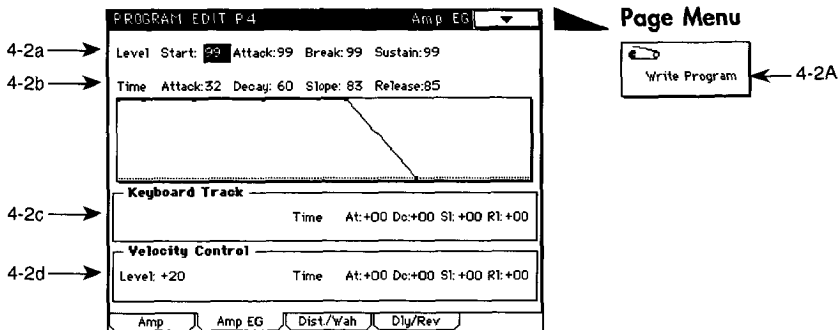 PROGRAM EDIT P4 Amp EG
Page Menu
4-2a
Level Start: 99 Attack:99 Break:99 Sustain:99
Write Program
4-2A
4-2b
Time Attack:32 Decay: 60 Slope: 83 Release:85
Keyboard Track
4-2c
Time At:+00 Dc:+00 Sl:+00 Rl:+00
Velocity Control
4-2d
Level: +20 Time At:+00 Dc:+00 Sl:+00 Rl:+00
Amp Amp EG Dist./Wah Dly/Rev